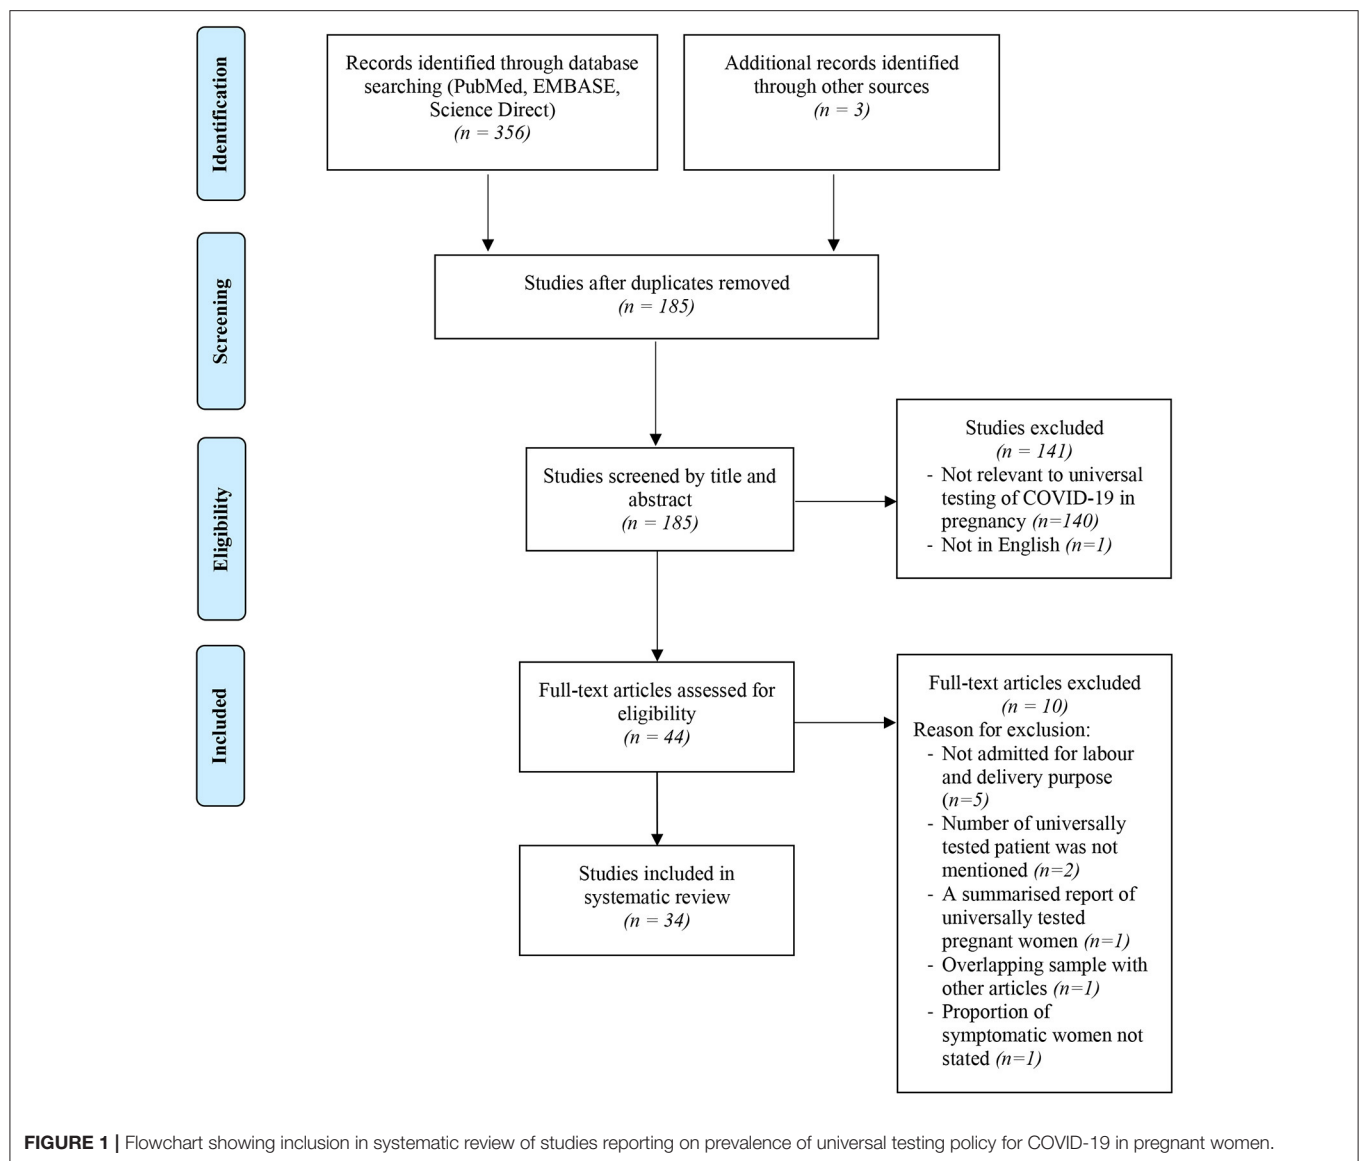 Identification
Records identified through database
searching (PubMed, EMBASE,
Science Direct)
(n = 356)
Additional records identified
through other sources
(n = 3)
Screening
Studies after duplicates removed
(n = 185)
Eligibility
Studies screened by title and
abstract
(n = 185)
Studies excluded
(n = 141)
- Not relevant to universal
testing of COVID-19 in
pregnancy (n=140)
- Not in English (n=1)
Included
Full-text articles assessed for
eligibility
(n = 44)
Full-text articles excluded
(n = 10)
Reason for exclusion:
- Not admitted for labour
and delivery purpose
(n=5)
- Number of universally
tested patient was not
mentioned (n=2)
- A summarised report of
universally tested
pregnant women (n=1)
- Overlapping sample with
other articles (n=1)
- Proportion of
symptomatic women not
stated (n=1)
Studies included in
systematic review
(n = 34)
FIGURE 1 | Flowchart showing inclusion in systematic review of studies reporting on prevalence of universal testing policy for COVID-19 in pregnant women.